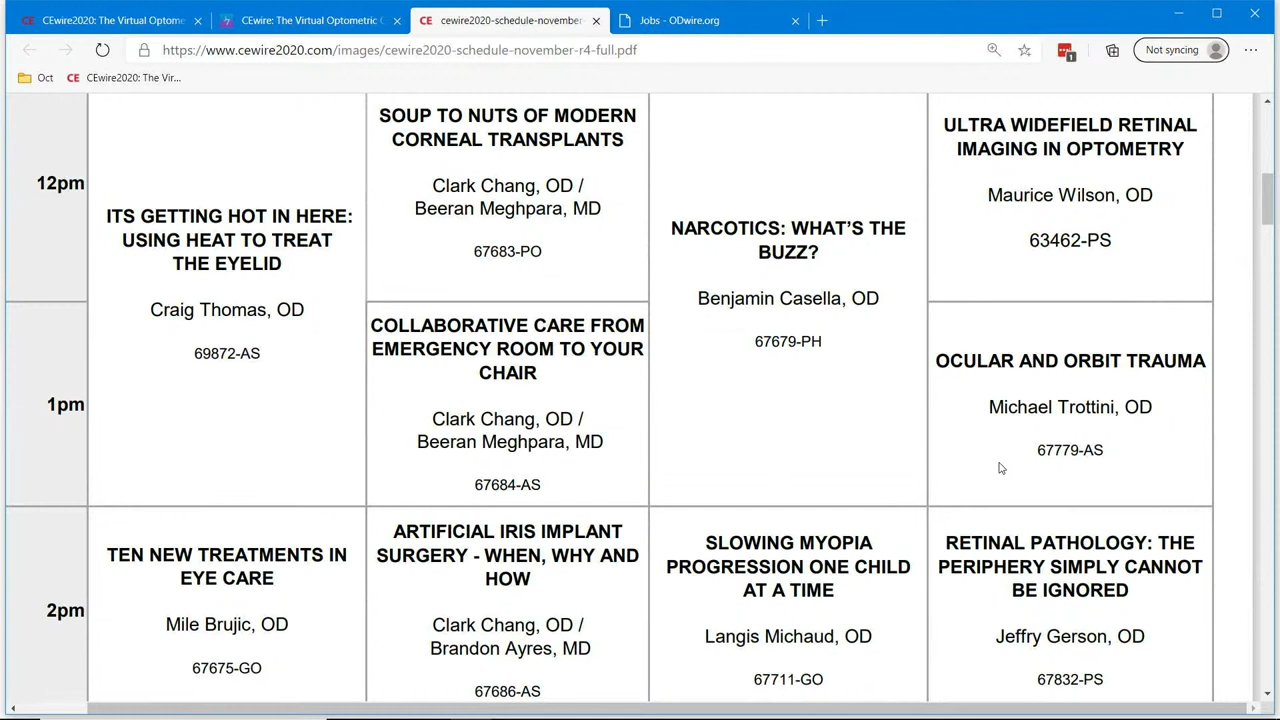 CEwire2020: The Virtual Optome
CEwire: The Virtual Optometric C
cewire2020-schedule-november-
Jobs - ODwire.org
https://www.cewire2020.com/images/cewire2020-schedule-november-r4-full.pdf
1
Not syncing
Oct
CE
CEwire2020: The Vir...
12pm
ITS GETTING HOT IN HERE:
USING HEAT TO TREAT
THE EYELID
Craig Thomas, OD
69872-AS
SOUP TO NUTS OF MODERN
CORNEAL TRANSPLANTS
Clark Chang, OD /
Beeran Meghpara, MD
67683-PO
NARCOTICS: WHAT’S THE
BUZZ?
Benjamin Casella, OD
67679-PH
ULTRA WIDEFIELD RETINAL
IMAGING IN OPTOMETRY
Maurice Wilson, OD
63462-PS
1pm
COLLABORATIVE CARE FROM
EMERGENCY ROOM TO YOUR
CHAIR
Clark Chang, OD /
Beeran Meghpara, MD
67684-AS
OCULAR AND ORBIT TRAUMA
Michael Trottini, OD
67779-AS
2pm
TEN NEW TREATMENTS IN
EYE CARE
Mile Brujic, OD
67675-GO
ARTIFICIAL IRIS IMPLANT
SURGERY - WHEN, WHY AND
HOW
Clark Chang, OD /
Brandon Ayres, MD
67686-AS
SLOWING MYOPIA
PROGRESSION ONE CHILD
AT A TIME
Langis Michaud, OD
67711-GO
RETINAL PATHOLOGY: THE
PERIPHERY SIMPLY CANNOT
BE IGNORED
Jeffry Gerson, OD
67832-PS